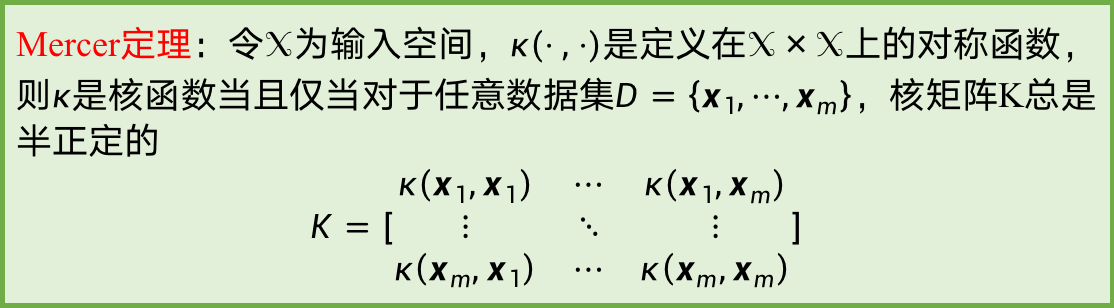 Mercer定理：令𝕏为输入空间，κ(·,·)是定义在𝕏 × 𝕏上的对称函数，
则κ是核函数当且仅当对于任意数据集D = {x₁,⋯,xₘ}，核矩阵K总是
半正定的
κ(x₁,x₁) ⋯ κ(x₁,xₘ)
K = [ ⋮ ⋱ ⋮ ]
κ(xₘ,x₁) ⋯ κ(xₘ,xₘ)